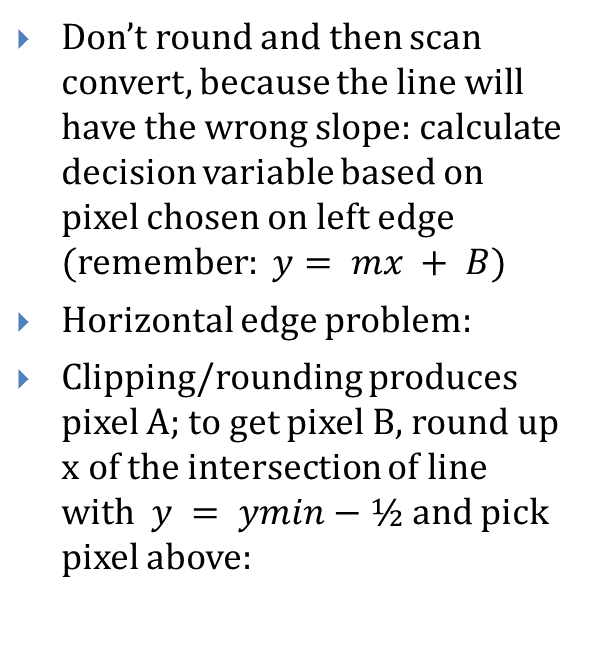 Don’t round and then scan
convert, because the line will
have the wrong slope: calculate
decision variable based on
pixel chosen on left edge
(remember: y = mx + B)
Horizontal edge problem:
Clipping/rounding produces
pixel A; to get pixel B, round up
x of the intersection of line
with y = ymin – ½ and pick
pixel above: